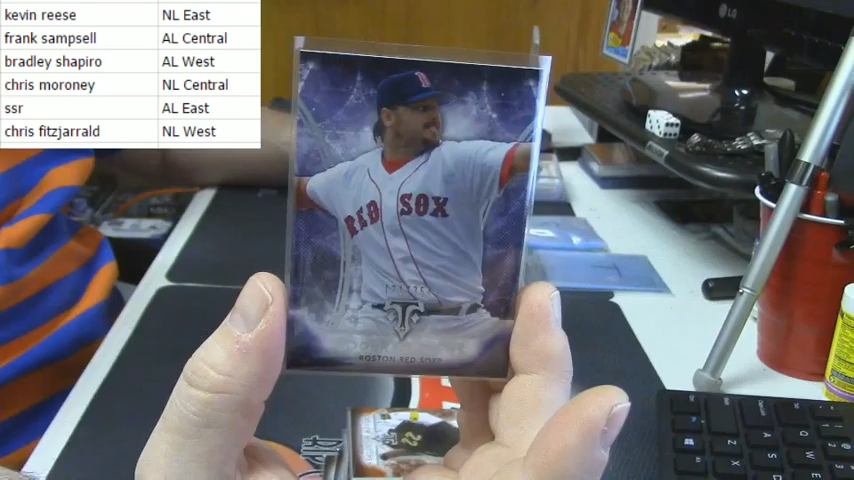 kevin reese NL East
frank sampsell AL Central
bradley shapiro AL West
chris moroney NL Central
ssr AL East
chris fitzjarrald NL West
LG
B
RED SOX
BOSTON RED SOX
22